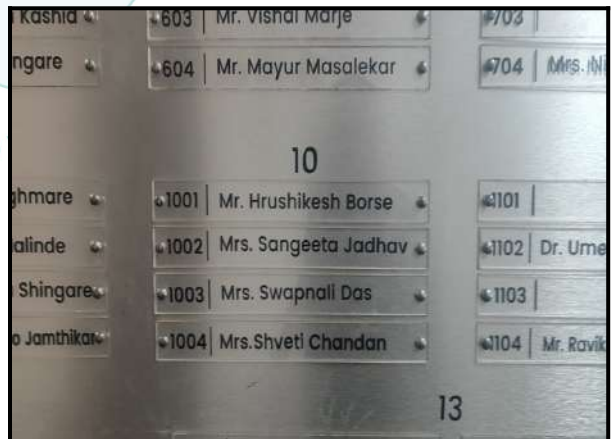 Kashid
603 Mr. Vishal Marje
703
ngare
604 Mr. Mayur Masalekar
704 Mrs. Ni
10
ghmare
1001 Mr. Hrushikesh Borse
1101
alinde
1002 Mrs. Sangeeta Jadhav
1102 Dr. Ume
Shingare
1003 Mrs. Swapnali Das
1103
o Jamthikar
1004 Mrs.Shveti Chandan
1104 Mr. Ravik
13